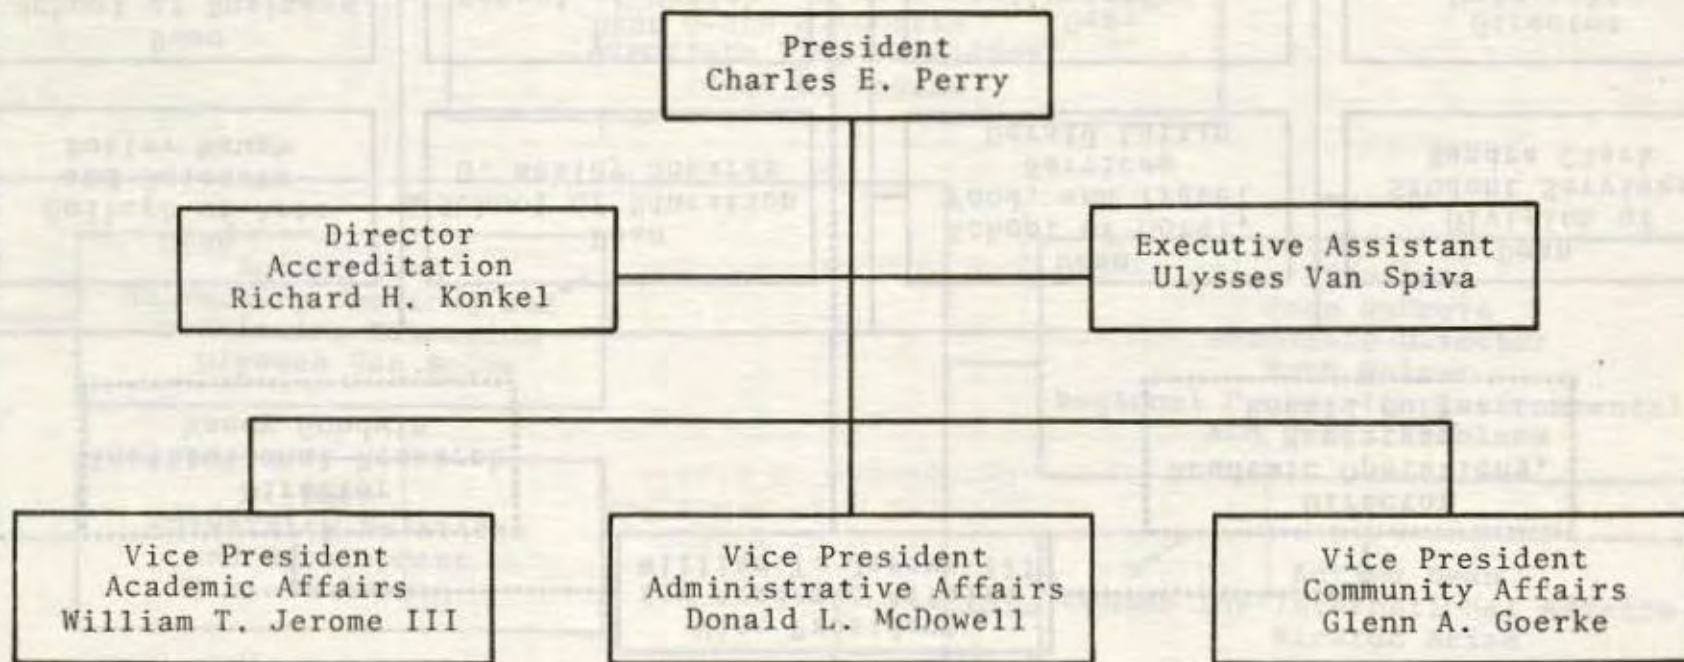 President
Charles E. Perry
Director
Accreditation
Richard H. Konkel
Executive Assistant
Ulysses Van Spiva
Vice President
Academic Affairs
William T. Jerome III
Vice President
Administrative Affairs
Donald L. McDowell
Vice President
Community Affairs
Glenn A. Goerke